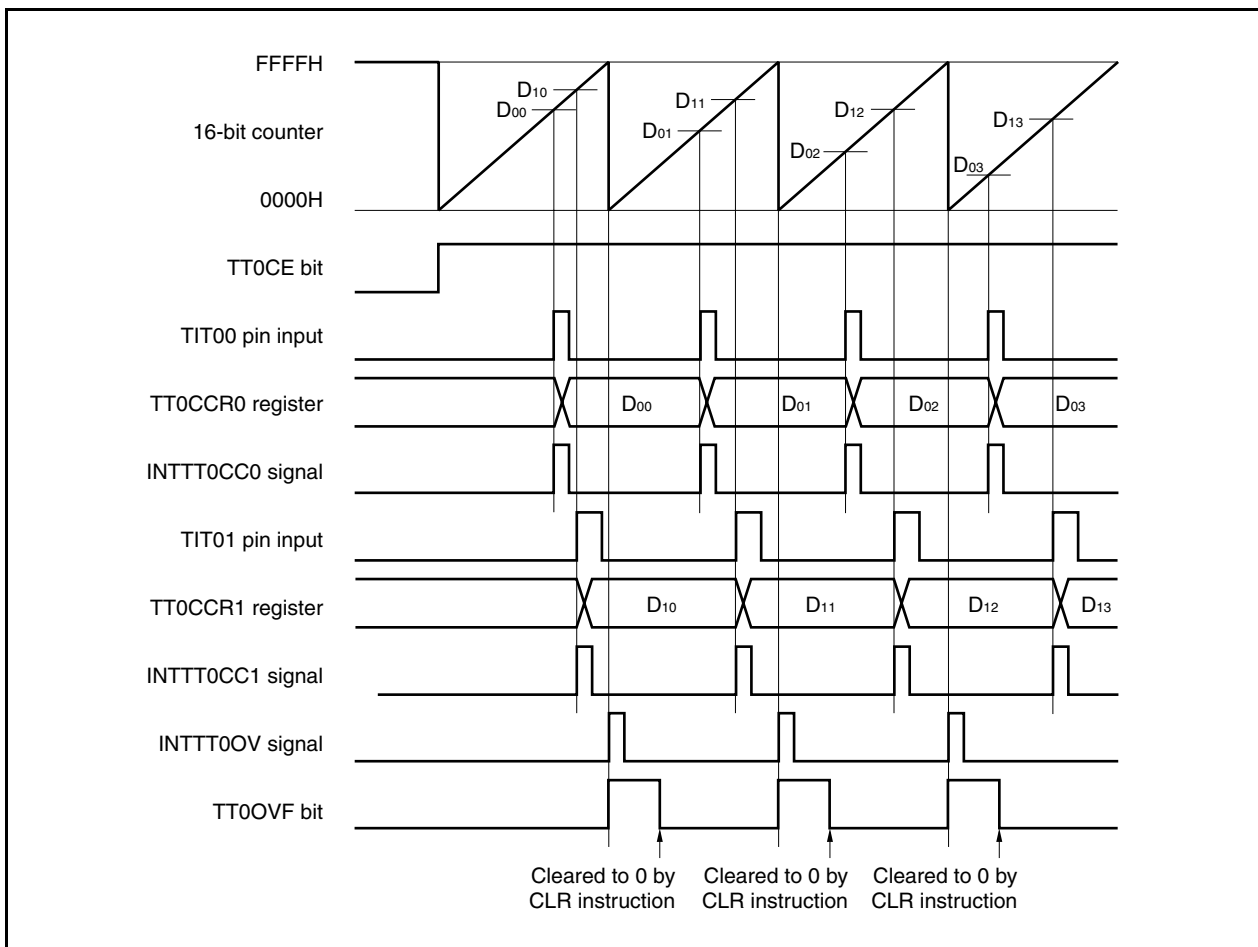 FFFFH
D10
D00
D11
D01
D12
D02
D13
D03
16-bit counter
0000H
TT0CE bit
TIT00 pin input
TT0CCR0 register
D00
D01
D02
D03
INTTT0CC0 signal
TIT01 pin input
TT0CCR1 register
D10
D11
D12
D13
INTTT0CC1 signal
INTTT0OV signal
TT0OVF bit
Cleared to 0 by
CLR instruction
Cleared to 0 by
CLR instruction
Cleared to 0 by
CLR instruction